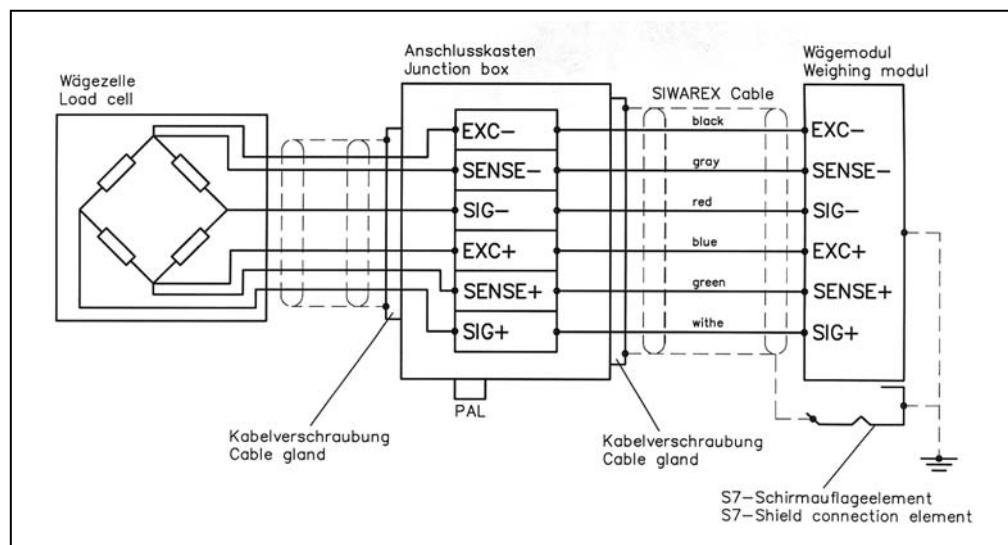 Wägezelle
Load cell
Anschlusskasten
Junction box
SIWAREX Cable
Wägemodul
Weighing modul
EXC-
SENSE-
SIG-
EXC+
SENSE+
SIG+
black
gray
red
blue
green
withe
EXC-
SENSE-
SIG-
EXC+
SENSE+
SIG+
PAL
Kabelverschraubung
Cable gland
Kabelverschraubung
Cable gland
S7-Schirmauflageelement
S7-Shield connection element